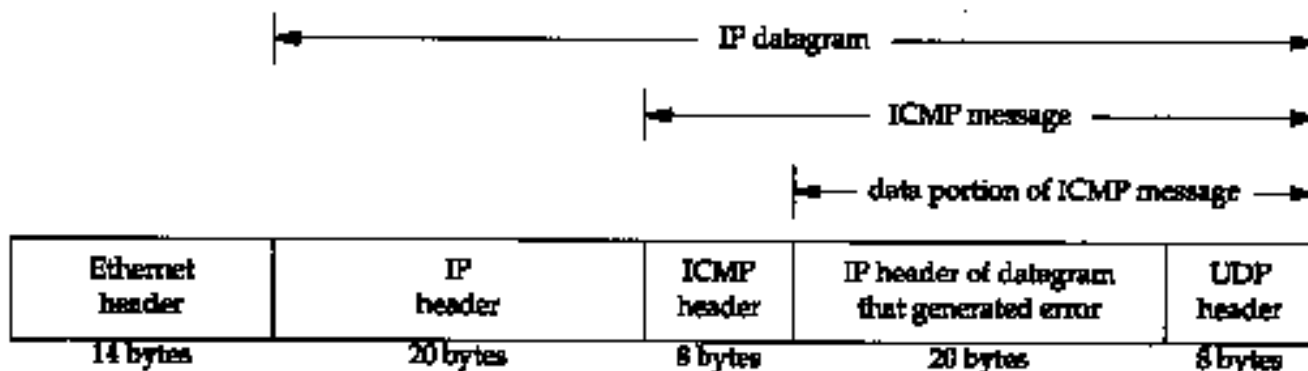 IP datagram
ICMP message
data portion of ICMP message
Ethernet header
IP header
ICMP header
IP header of datagram that generated error
UDP header
14 bytes
20 bytes
8 bytes
20 bytes
8 bytes